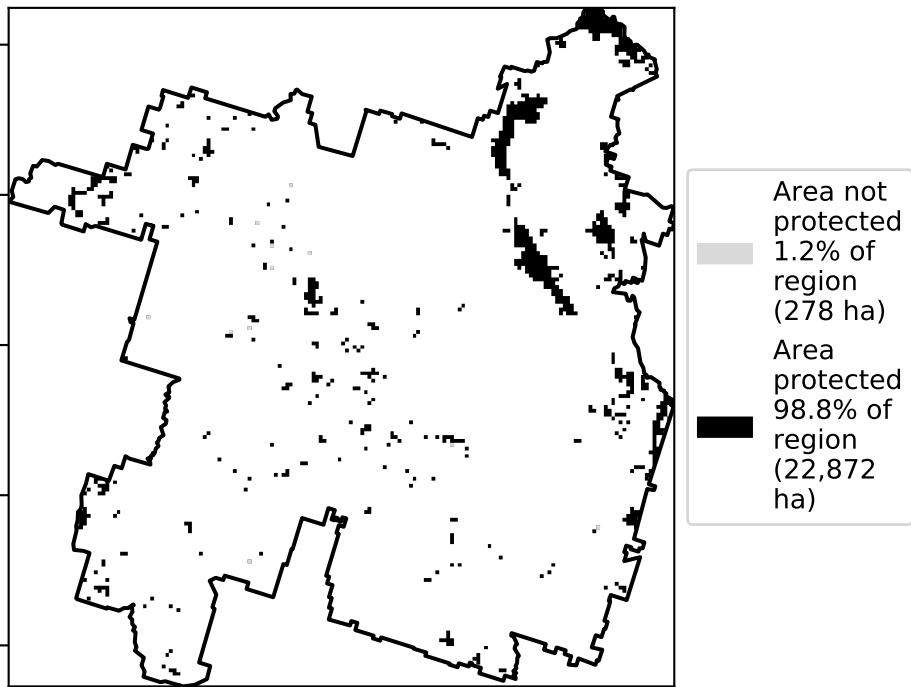 Area not
protected
1.2% of
region
(278 ha)
Area
protected
98.8% of
region
(22,872
ha)